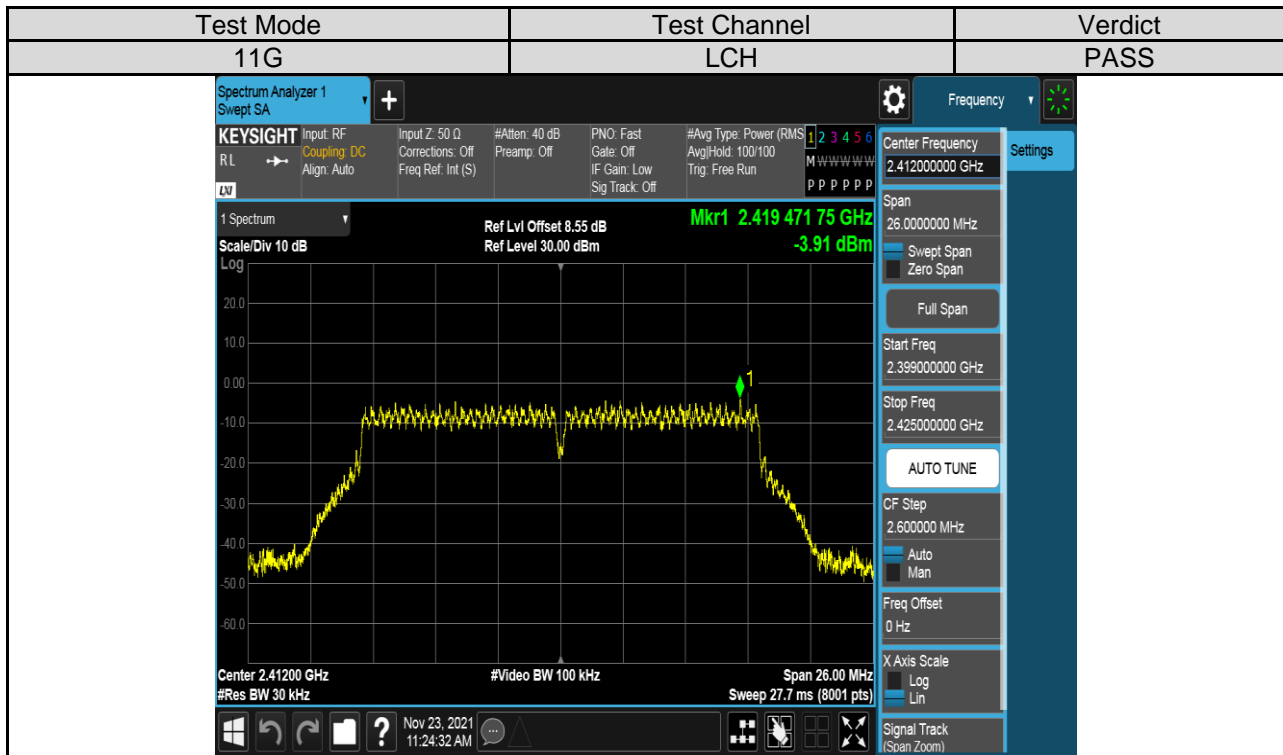 Test Mode Test Channel Verdict
11G LCH PASS
Spectrum Analyzer 1
Swept SA
+
Frequency
KEYSIGHT
RL
LXI
Input: RF
Coupling: DC
Align: Auto
Input Z: 50 Ω
Corrections: Off
Freq Ref: Int (S)
#Atten: 40 dB
Preamp: Off
PNO: Fast
Gate: Off
IF Gain: Low
Sig Track: Off
#Avg Type: Power (RMS
Avg|Hold: 100/100
Trig: Free Run
1 2 3 4 5 6
M W W W W W
P P P P P P
1 Spectrum
Scale/Div 10 dB
Log
Ref Lvl Offset 8.55 dB
Ref Level 30.00 dBm
Mkr1 2.419 471 75 GHz
-3.91 dBm
20.0
10.0
0.00
-10.0
-20.0
-30.0
-40.0
-50.0
-60.0
1
Center 2.41200 GHz
#Res BW 30 kHz
#Video BW 100 kHz
Span 26.00 MHz
Sweep 27.7 ms (8001 pts)
?
Nov 23, 2021
11:24:32 AM
Center Frequency
2.412000000 GHz
Settings
Span
26.0000000 MHz
Swept Span
Zero Span
Full Span
Start Freq
2.399000000 GHz
Stop Freq
2.425000000 GHz
AUTO TUNE
CF Step
2.600000 MHz
Auto
Man
Freq Offset
0 Hz
X Axis Scale
Log
Lin
Signal Track
(Span Zoom)